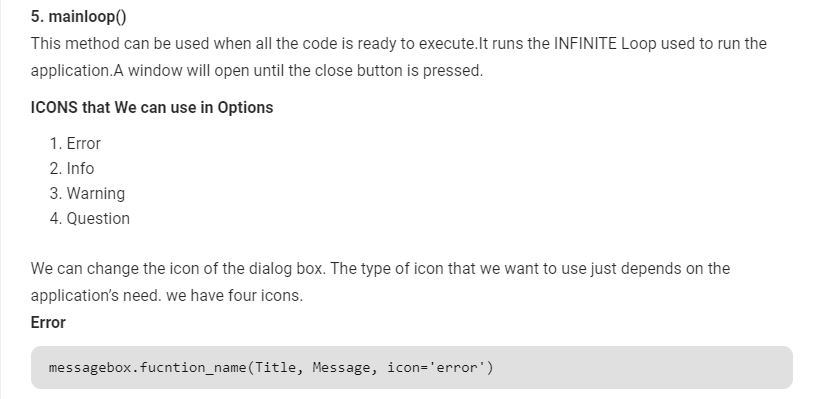 5. mainloop()
This method can be used when all the code is ready to execute.It runs the INFINITE Loop used to run the
application.A window will open until the close button is pressed.
ICONS that We can use in Options
1. Error
2. Info
3. Warning
4. Question
We can change the icon of the dialog box. The type of icon that we want to use just depends on the
application’s need. we have four icons.
Error
messagebox.fucntion_name(Title, Message, icon='error')